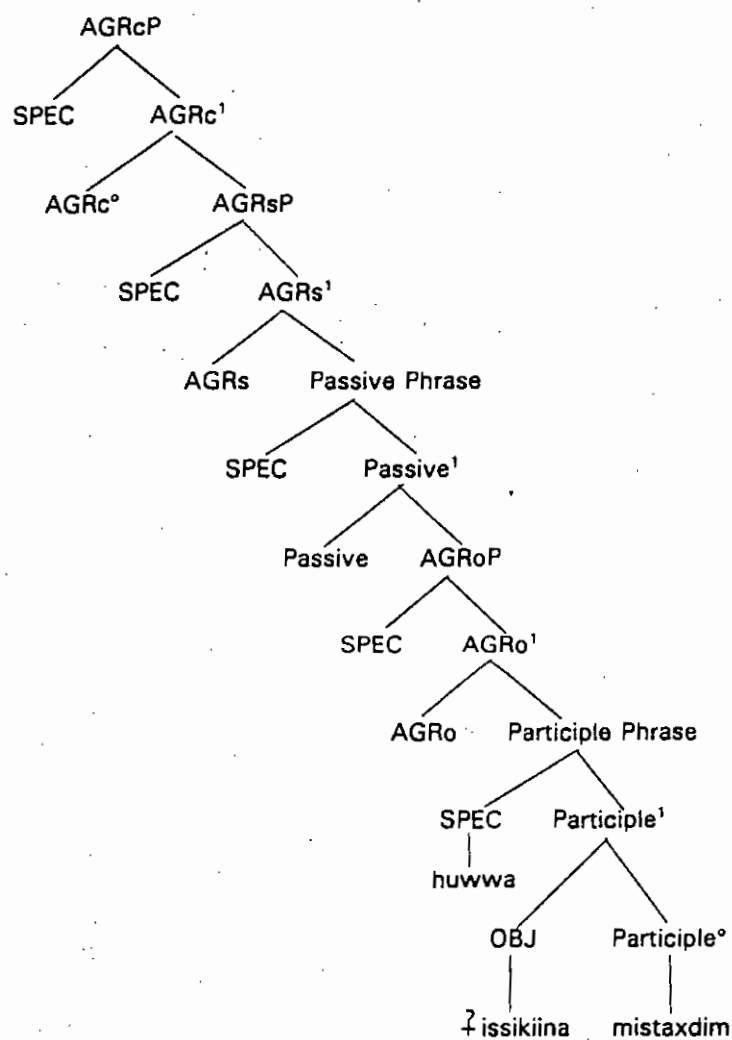 AGRcP
SPEC AGRc¹
AGRc° AGRsP
SPEC AGRs¹
AGRs Passive Phrase
SPEC Passive¹
Passive AGRoP
SPEC AGRo¹
AGRo Participle Phrase
SPEC Participle¹
huwwa
OBJ Participle°
issikiina mistaxdim